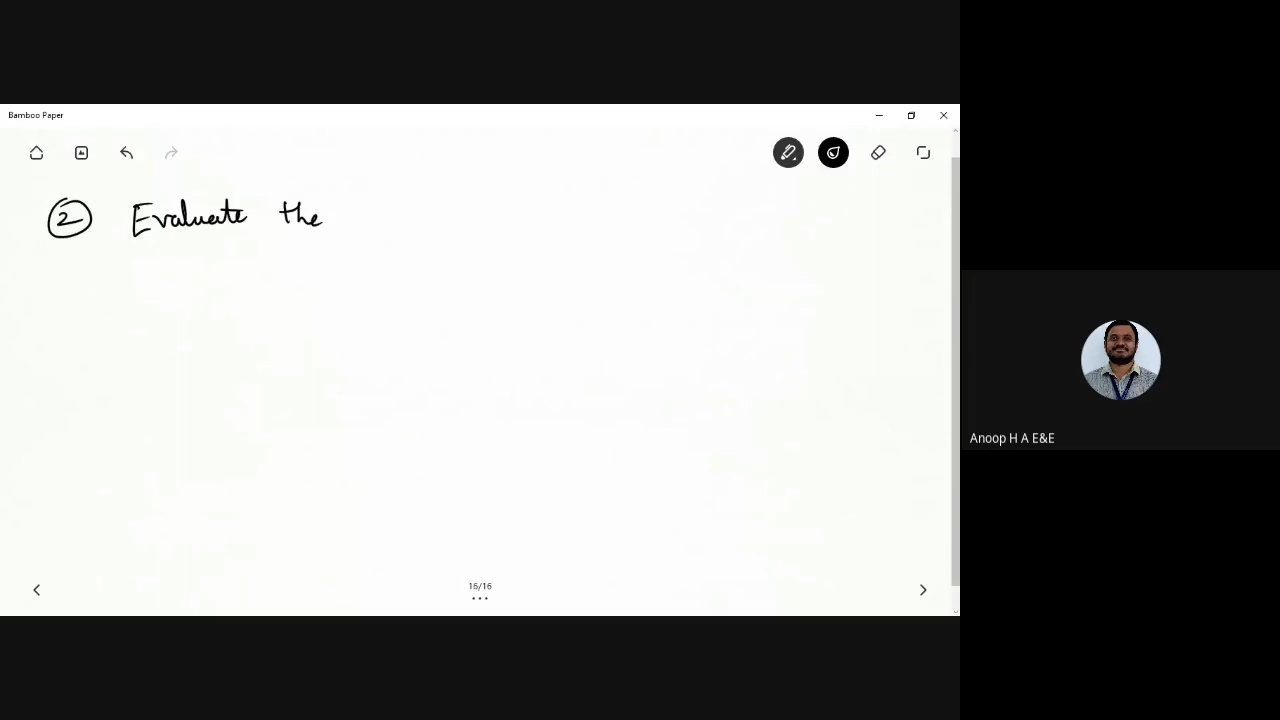 Bamboo Paper
② Evaluate the
Anoop H A E&E
16/16